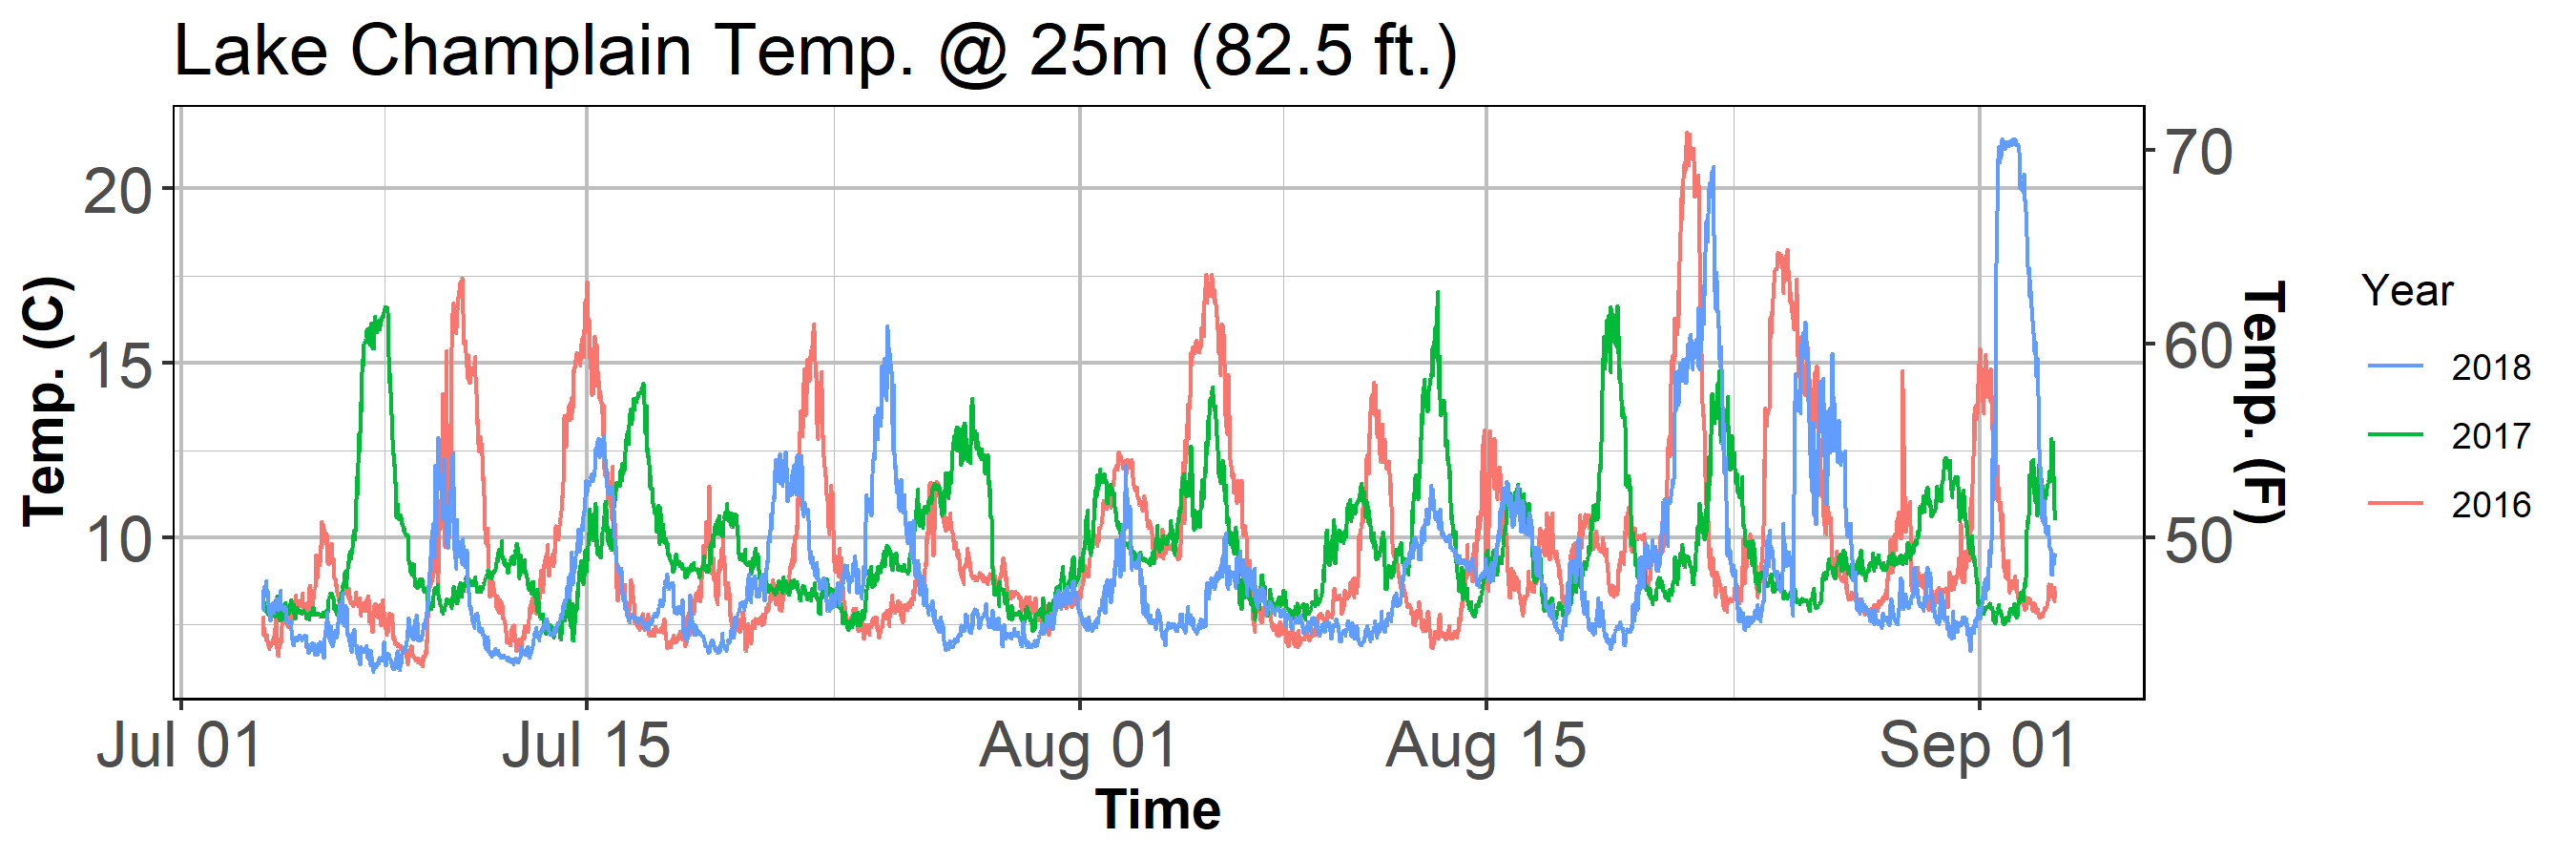 Lake Champlain Temp. @ 25m (82.5 ft.)
Temp. (C)
20
15
10
70
60
50
Temp. (F)
Jul 01
Jul 15
Aug 01
Aug 15
Sep 01
Time
Year
2018
2017
2016